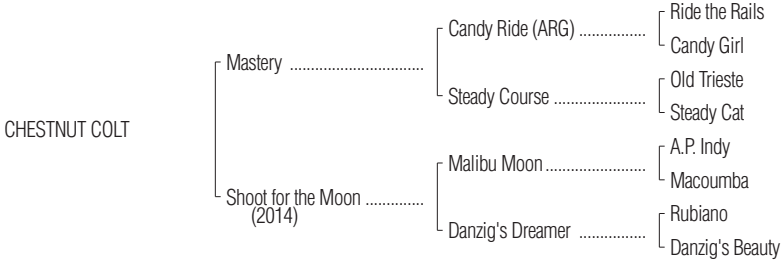 Ride the Rails
Candy Ride (ARG) ................
Candy Girl
Mastery ................................
Old Trieste
Steady Course ......................
Steady Cat
CHESTNUT COLT
A.P. Indy
Malibu Moon ........................
Macoumba
Shoot for the Moon ..............
(2014)
Rubiano
Danzig's Dreamer ................
Danzig's Beauty